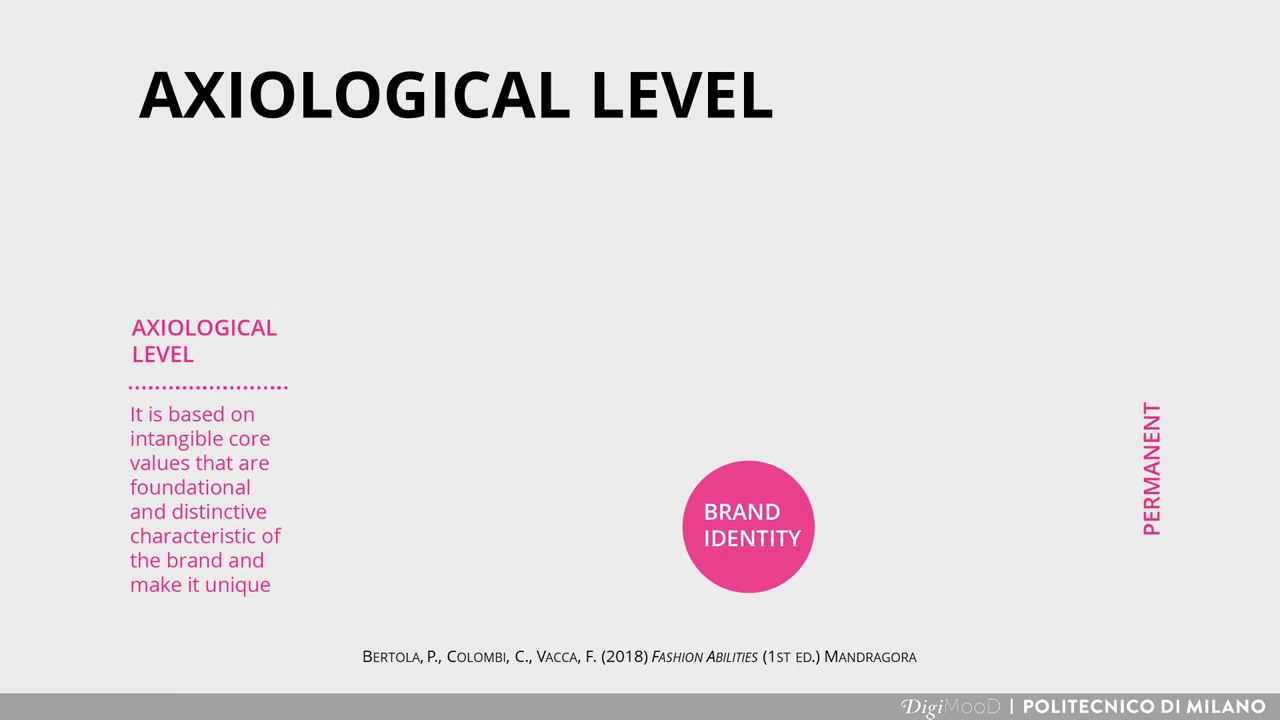 AXIOLOGICAL LEVEL
AXIOLOGICAL
LEVEL
It is based on
intangible core
values that are
foundational
and distinctive
characteristic of
the brand and
make it unique
BRAND
IDENTITY
PERMANENT
BERTOLA, P., COLOMBI, C., VACCA, F. (2018) FASHION ABILITIES (1ST ED.) MANDRAGORA
DigiMooD | POLITECNICO DI MILANO